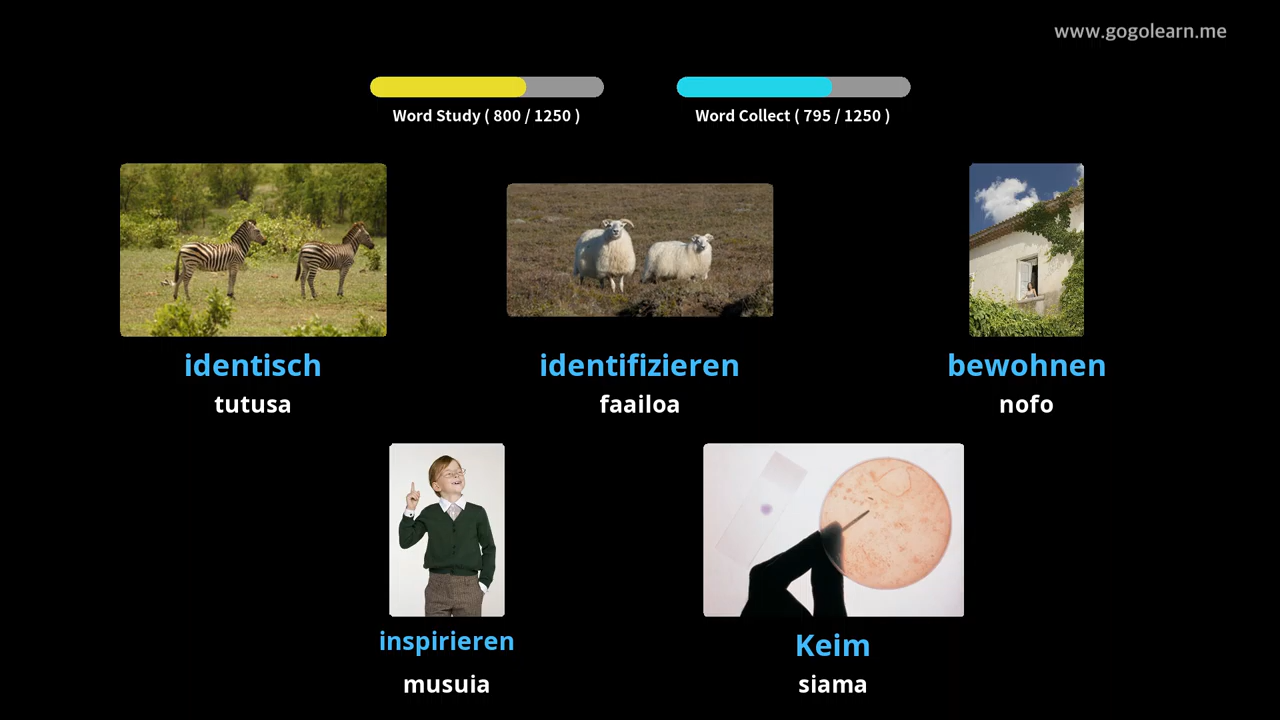 www.gogolearn.me
Word Study ( 800 / 1250 )
Word Collect ( 795 / 1250 )
identisch
tutusa
identifizieren
faailoa
bewohnen
nofo
inspirieren
musuia
Keim
siama